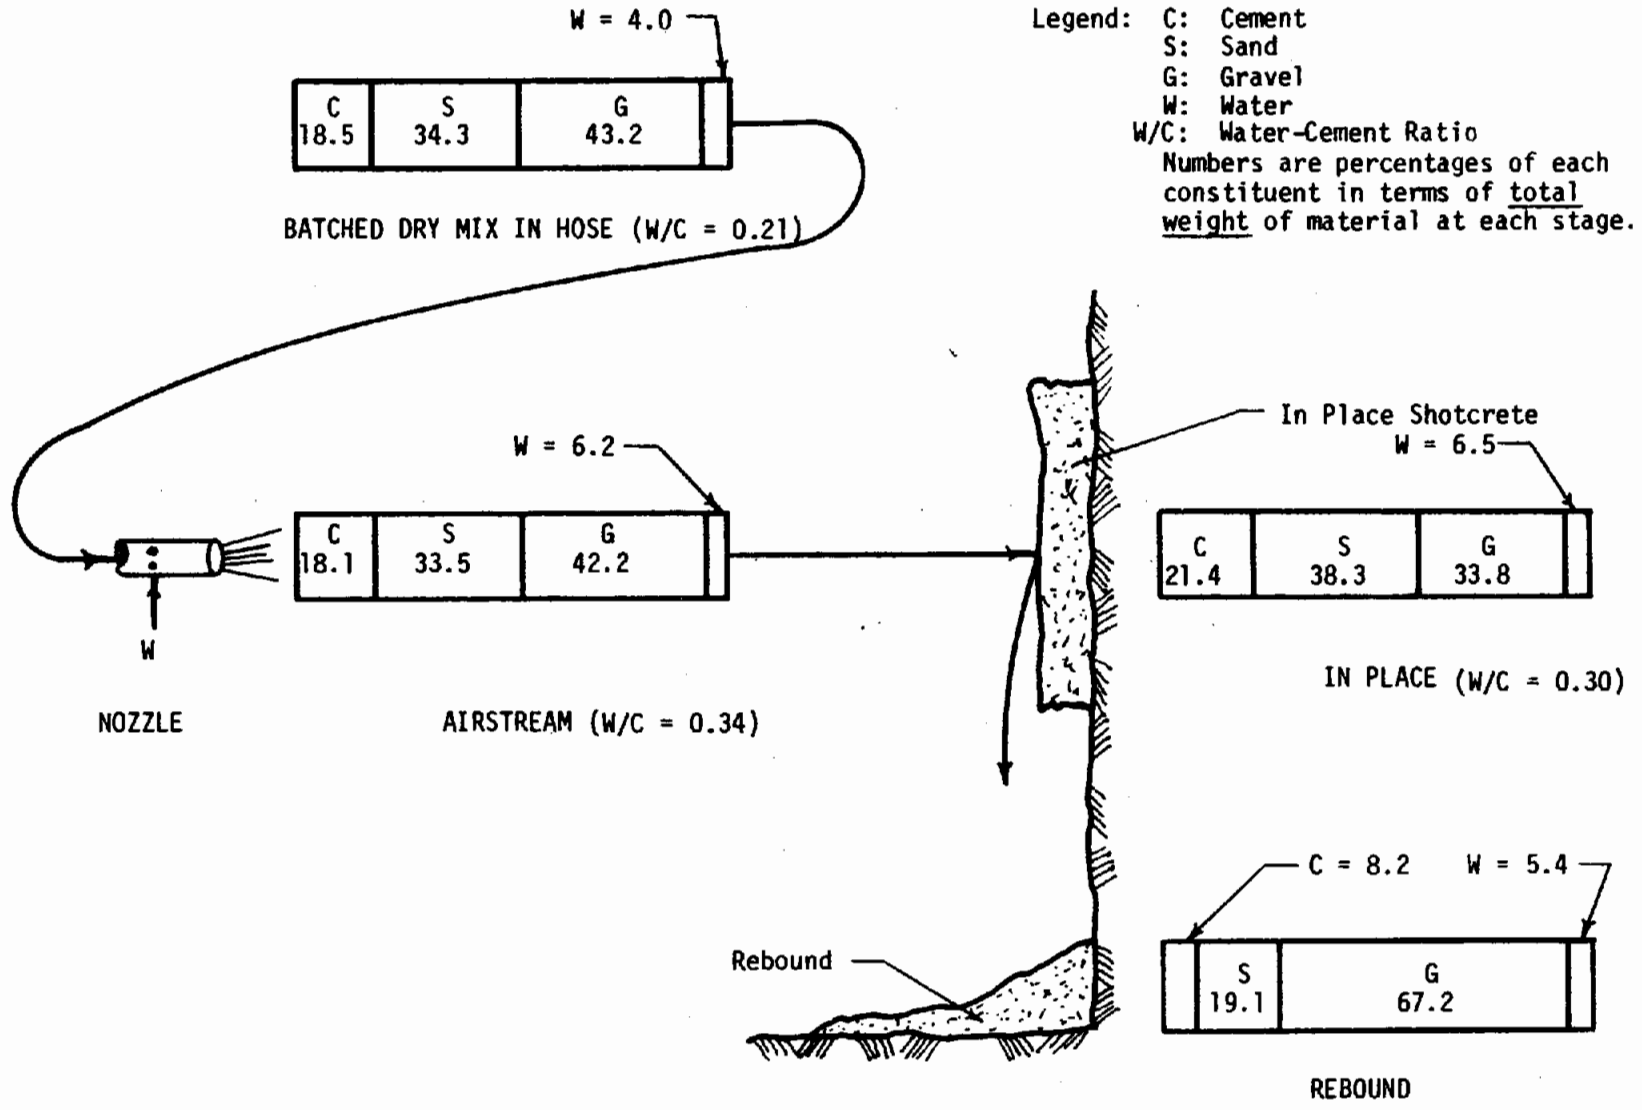 W = 4.0
Legend: C: Cement
S: Sand
G: Gravel
W: Water
W/C: Water-Cement Ratio
Numbers are percentages of each
constituent in terms of total
weight of material at each stage.
C S G
18.5 34.3 43.2
BATCHED DRY MIX IN HOSE (W/C = 0.21)
In Place Shotcrete
W = 6.2
W = 6.5
C S G
18.1 33.5 42.2
C S G
21.4 38.3 33.8
W
NOZZLE
AIRSTREAM (W/C = 0.34)
IN PLACE (W/C = 0.30)
C = 8.2 W = 5.4
Rebound
S G
19.1 67.2
REBOUND